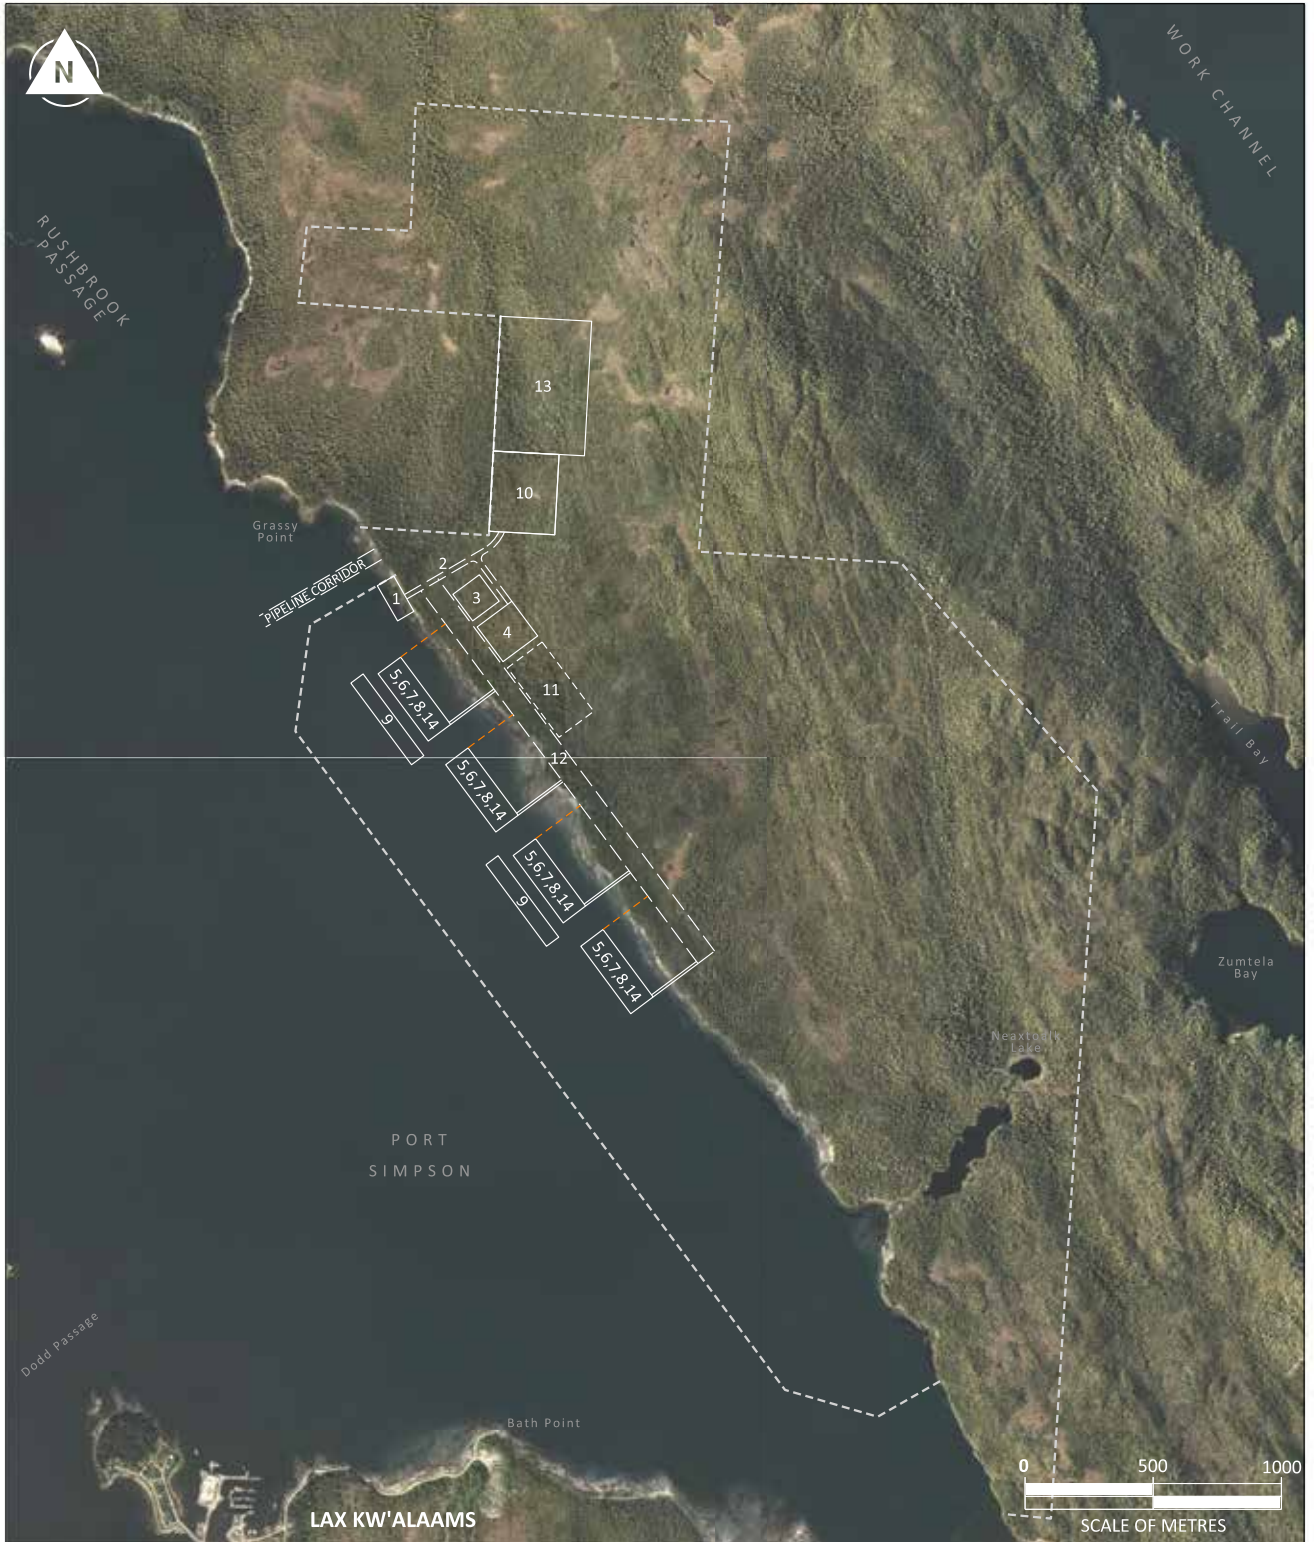 N
WORK CHANNEL
RUSHBROOK
PASSAGE
13
10
Grassy
Point
PIPELINE CORRIDOR
2
1
3
4
11
5,6,7,8,14
9
12
5,6,7,8,14
5,6,7,8,14
9
5,6,7,8,14
Trail Bay
Zumtela
Bay
Neaxtoalk
Lake
PORT
SIMPSON
Dodd Passage
Bath Point
LAX KW'ALAAMS
0 500 1000
SCALE OF METRES